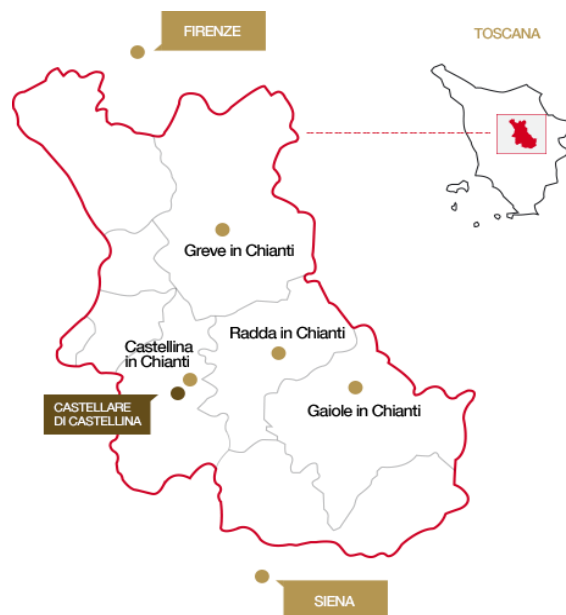 FIRENZE
TOSCANA
Greve in Chianti
Castellina
in Chianti
Radda in Chianti
CASTELLARE
DI CASTELLINA
Gaiole in Chianti
SIENA